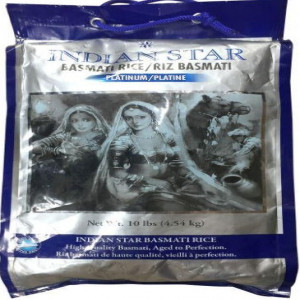 INDIAN STAR
BASMATI RICE/RIZ BASMATI
PLATINUM/PLATINE
Net Wt. 10 lbs (4.54 kg)
INDIAN STAR BASMATI RICE
High Quality Basmati, Aged to Perfection.
Riz basmati de haute qualité, vieilli à perfection.